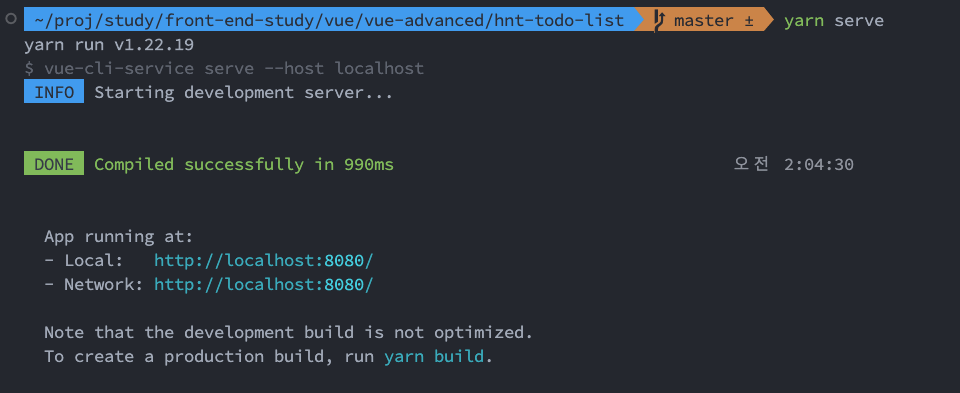 ~/proj/study/front-end-study/vue/vue-advanced/hnt-todo-list master ± yarn serve
yarn run v1.22.19
$ vue-cli-service serve --host localhost
INFO Starting development server...
DONE Compiled successfully in 990ms 오전 2:04:30
App running at:
- Local: http://localhost:8080/
- Network: http://localhost:8080/
Note that the development build is not optimized.
To create a production build, run yarn build.